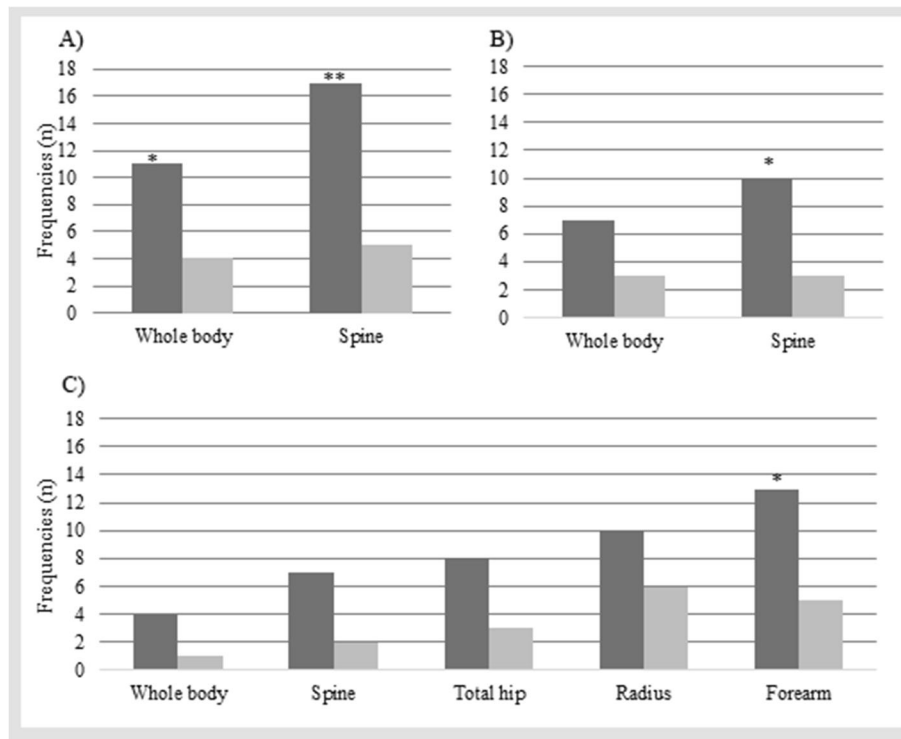 A)
Frequencies (n)
18
16
14
12
10
8
6
4
2
0
*
**
Whole body
Spine
B)
18
16
14
12
10
8
6
4
2
0
*
Whole body
Spine
C)
Frequencies (n)
18
16
14
12
10
8
6
4
2
0
*
Whole body
Spine
Total hip
Radius
Forearm